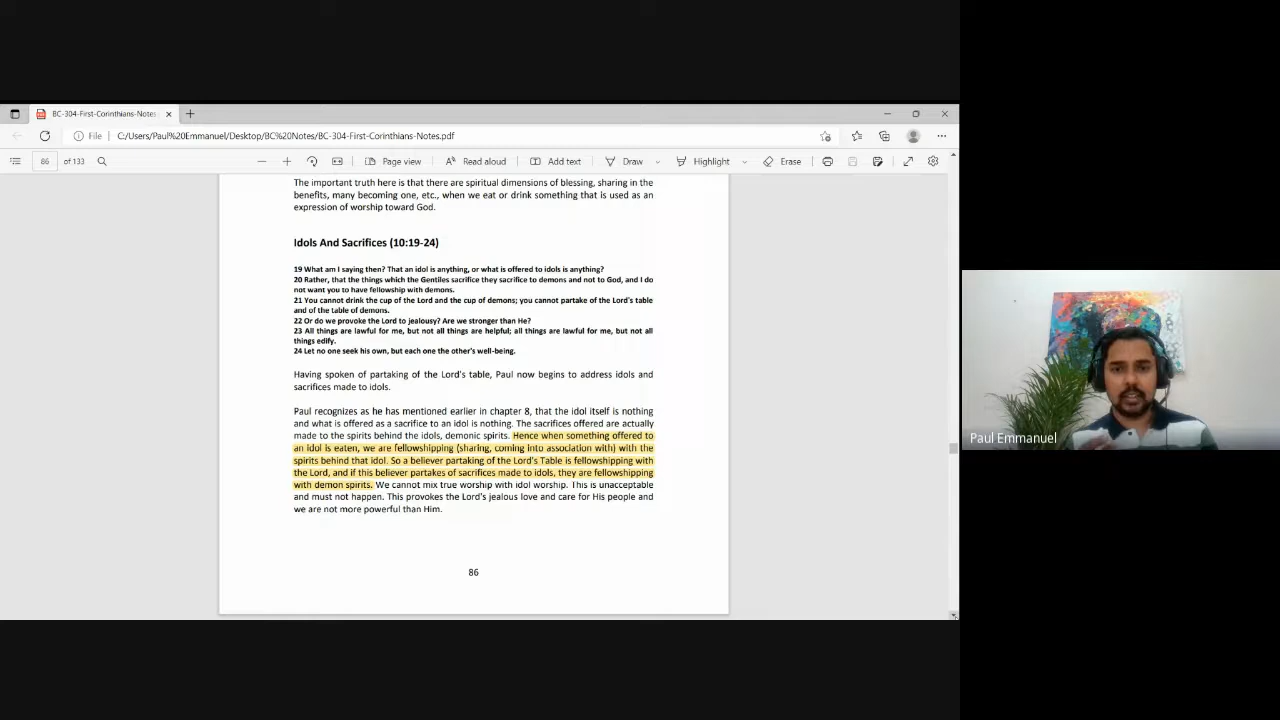 BC-304-First-Corinthians-Notes
File
C:/Users/Paul%20Emmanuel/Desktop/BC%20Notes/BC-304-First-Corinthians-Notes.pdf
86 of 133
Page view
Read aloud
Add text
Draw
Highlight
Erase
The important truth here is that there are spiritual dimensions of blessing, sharing in the
benefits, many becoming one, etc., when we eat or drink something that is used as an
expression of worship toward God.
Idols And Sacrifices (10:19-24)
19 What am I saying then? That an idol is anything, or what is offered to idols is anything?
20 Rather, that the things which the Gentiles sacrifice they sacrifice to demons and not to God, and I do
not want you to have fellowship with demons.
21 You cannot drink the cup of the Lord and the cup of demons; you cannot partake of the Lord's table
and of the table of demons.
22 Or do we provoke the Lord to jealousy? Are we stronger than He?
23 All things are lawful for me, but not all things are helpful; all things are lawful for me, but not all
things edify.
24 Let no one seek his own, but each one the other's well-being.
Having spoken of partaking of the Lord's table, Paul now begins to address idols and
sacrifices made to idols.
Paul recognizes as he has mentioned earlier in chapter 8, that the idol itself is nothing
and what is offered as a sacrifice to an idol is nothing. The sacrifices offered are actually
made to the spirits behind the idols, demonic spirits. Hence when something offered to
an idol is eaten, we are fellowshipping (sharing, coming into association with) with the
spirits behind that idol. So a believer partaking of the Lord's Table is fellowshipping with
the Lord, and if this believer partakes of sacrifices made to idols, they are fellowshipping
with demon spirits. We cannot mix true worship with idol worship. This is unacceptable
and must not happen. This provokes the Lord's jealous love and care for His people and
we are not more powerful than Him.
86
Paul Emmanuel